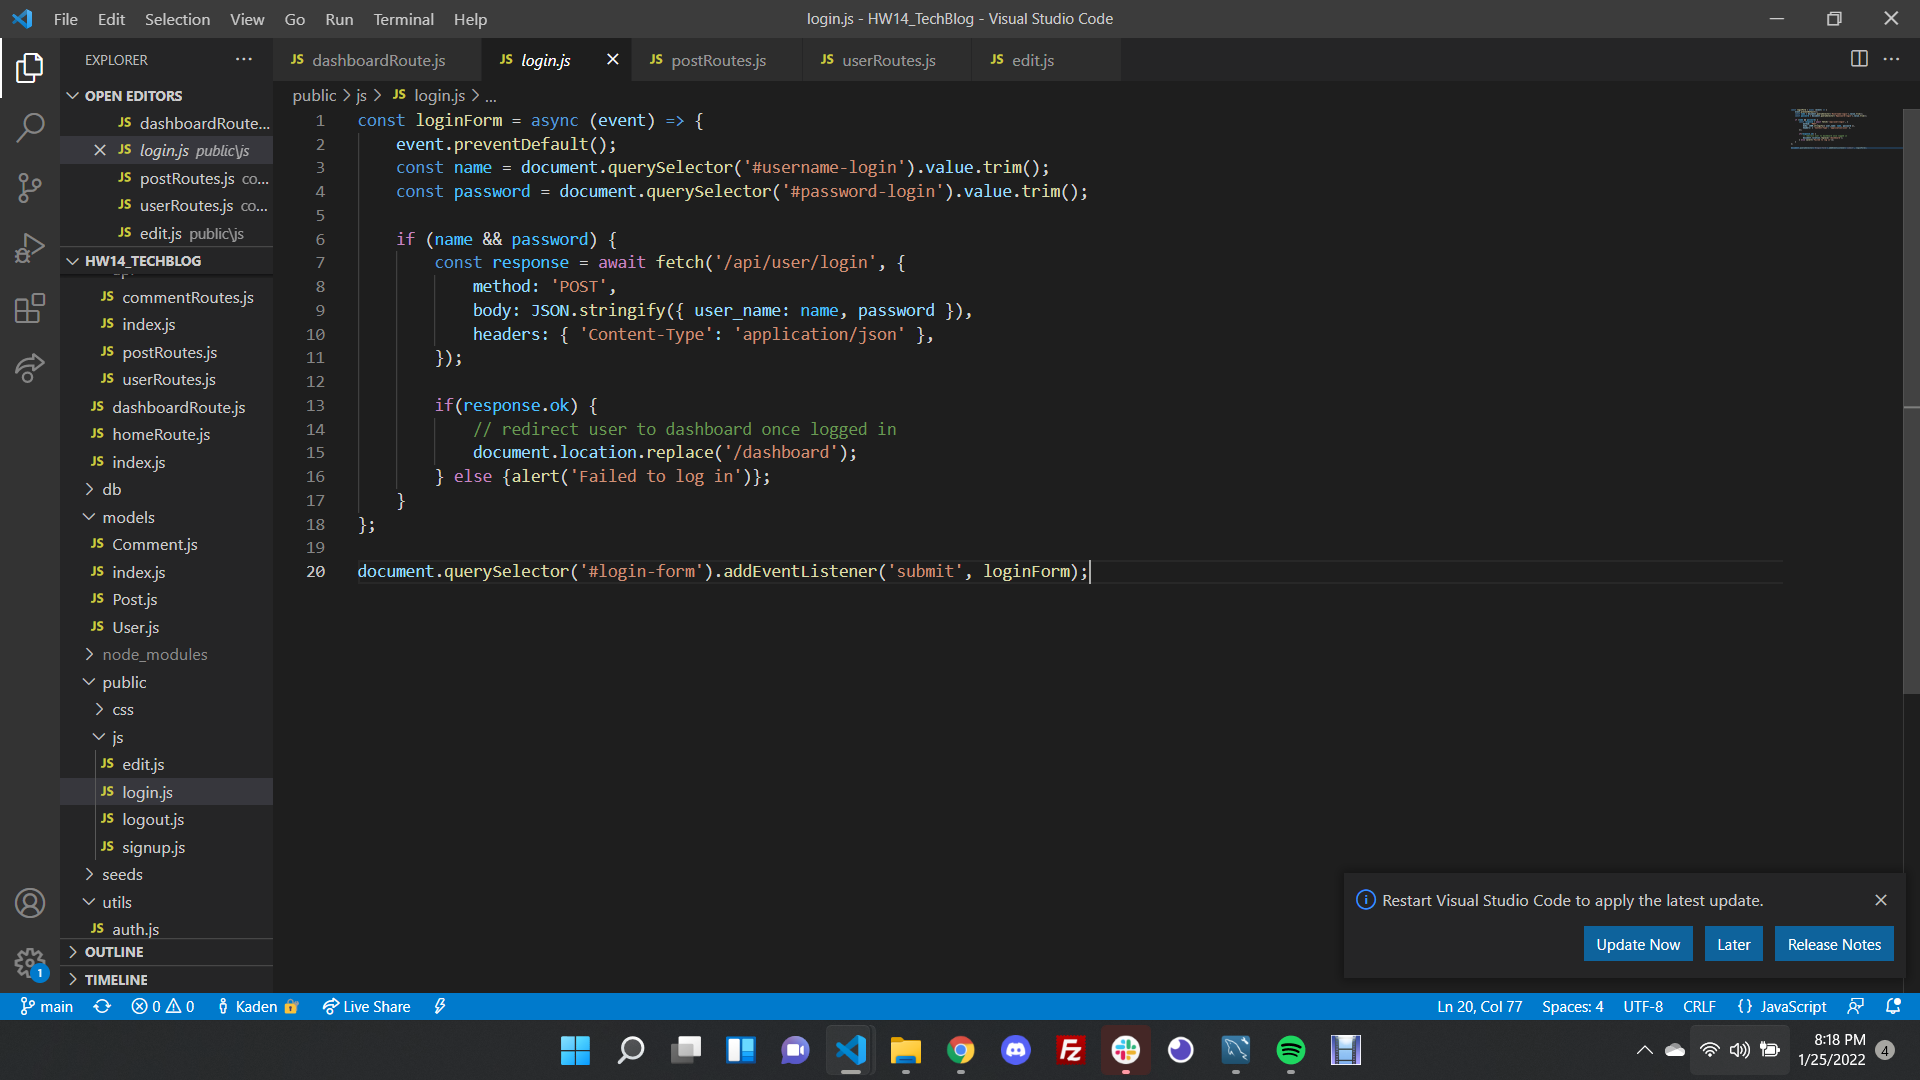 File Edit Selection View Go Run Terminal Help
login.js - HW14_TechBlog - Visual Studio Code
EXPLORER
OPEN EDITORS
JS dashboardRoute...
JS login.js public\js
JS postRoutes.js co...
JS userRoutes.js co...
JS edit.js public\js
HW14_TECHBLOG
JS commentRoutes.js
JS index.js
JS postRoutes.js
JS userRoutes.js
JS dashboardRoute.js
JS homeRoute.js
JS index.js
db
models
JS Comment.js
JS index.js
JS Post.js
JS User.js
node_modules
public
css
js
JS edit.js
JS login.js
JS logout.js
JS signup.js
seeds
utils
JS auth.js
OUTLINE
TIMELINE
JS dashboardRoute.js JS login.js JS postRoutes.js JS userRoutes.js JS edit.js
public > js > JS login.js > ...
1 const loginForm = async (event) => {
2 event.preventDefault();
3 const name = document.querySelector('#username-login').value.trim();
4 const password = document.querySelector('#password-login').value.trim();
5
6 if (name && password) {
7 const response = await fetch('/api/user/login', {
8 method: 'POST',
9 body: JSON.stringify({ user_name: name, password }),
10 headers: { 'Content-Type': 'application/json' },
11 });
12
13 if(response.ok) {
14 // redirect user to dashboard once logged in
15 document.location.replace('/dashboard');
16 } else {alert('Failed to log in')};
17 }
18 };
19
20 document.querySelector('#login-form').addEventListener('submit', loginForm);
Restart Visual Studio Code to apply the latest update.
Update Now Later Release Notes
1
main 0 0 Kaden Live Share
Ln 20, Col 77 Spaces: 4 UTF-8 CRLF {} JavaScript
Fz
8:18 PM
1/25/2022
4